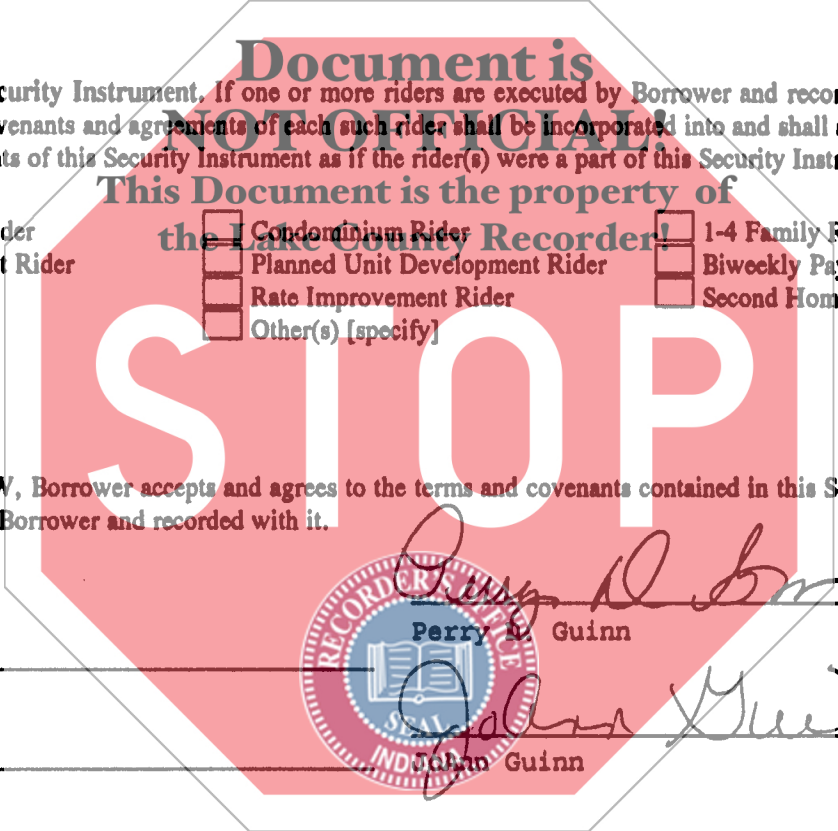 Document is
curity Instrument. If one or more riders are executed by Borrower and recor
NOT OFFICIAL!
venants and agreements of each such rider shall be incorporated into and shall
ts of this Security Instrument as if the rider(s) were a part of this Security Instr
This Document is the property of
the Lake County Recorder!
der Condominium Rider 1-4 Family R
t Rider Planned Unit Development Rider Biweekly Pay
Rate Improvement Rider Second Hom
Other(s) [specify]
STOP
W, Borrower accepts and agrees to the terms and covenants contained in this S
Borrower and recorded with it.
Perry D. Guinn
RECORDER'S OFFICE
SEAL
INDIANA
JoAnn Gui
JoAnn Guinn